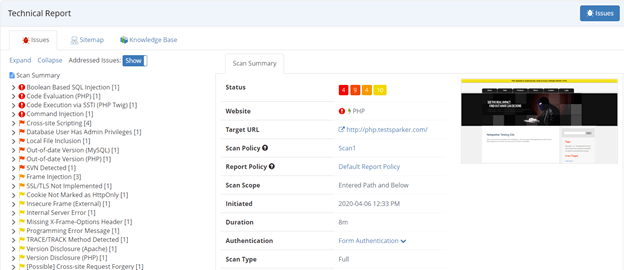 Technical Report
Issues
Issues
Sitemap
Knowledge Base
Expand Collapse Addressed Issues: Show
Scan Summary
Boolean Based SQL Injection [1]
Code Evaluation (PHP) [1]
Code Execution via SSTI (PHP Twig) [1]
Command Injection [1]
Cross-site Scripting [4]
Database User Has Admin Privileges [1]
Local File Inclusion [1]
Out-of-date Version (MySQL) [1]
Out-of-date Version (PHP) [1]
SVN Detected [1]
Frame Injection [3]
SSL/TLS Not Implemented [1]
Cookie Not Marked as HttpOnly [1]
Insecure Frame (External) [1]
Internal Server Error [1]
Missing X-Frame-Options Header [1]
Programming Error Message [1]
TRACE/TRACK Method Detected [1]
Version Disclosure (Apache) [1]
Version Disclosure (PHP) [1]
[Possible] Cross-site Request Forgery [1]
Scan Summary
Status 4 9 4 10
Website PHP
Target URL http://php.testsparker.com/
Scan Policy Scan1
Report Policy Default Report Policy
Scan Scope Entered Path and Below
Initiated 2020-04-06 12:33 PM
Duration 8m
Authentication Form Authentication
Scan Type Full